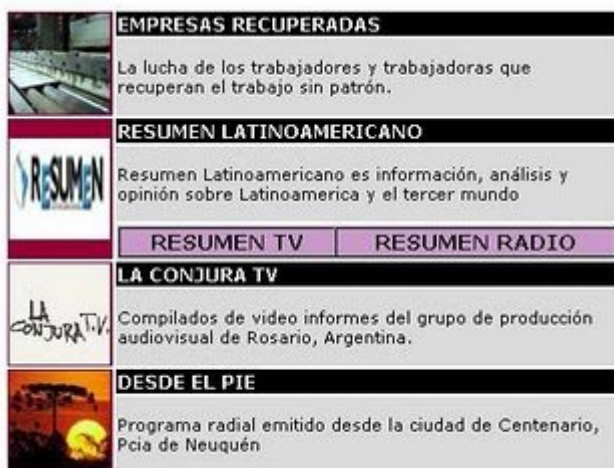 EMPRESAS RECUPERADAS
La lucha de los trabajadores y trabajadoras que
recuperan el trabajo sin patrón.
RESUMEN LATINOAMERICANO
RESUMEN
Resumen Latinoamericano es información, análisis y
opinión sobre Latinoamerica y el tercer mundo
RESUMEN TV
RESUMEN RADIO
LA CONJURA TV
LA
CONJURA T.V.
Compilados de video informes del grupo de producción
audiovisual de Rosario, Argentina.
DESDE EL PIE
Programa radial emitido desde la ciudad de Centenario,
Pcia de Neuquén